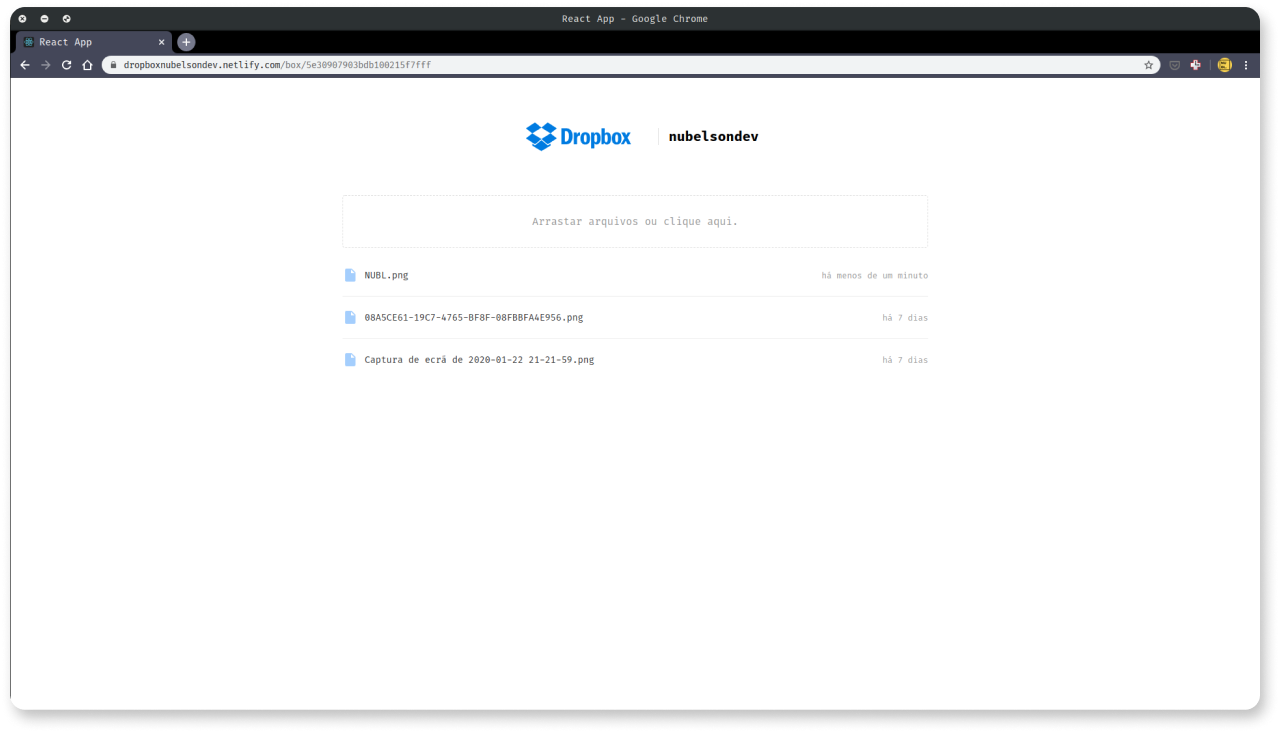 React App - Google Chrome
React App
dropboxnubelsondev.netlify.com/box/5e30907903bdb100215f7fff
Dropbox nubelsondev
Arrastar arquivos ou clique aqui.
NUBL.png há menos de um minuto
08A5CE61-19C7-4765-BF8F-08FBBFA4E956.png há 7 dias
Captura de ecrã de 2020-01-22 21-21-59.png há 7 dias